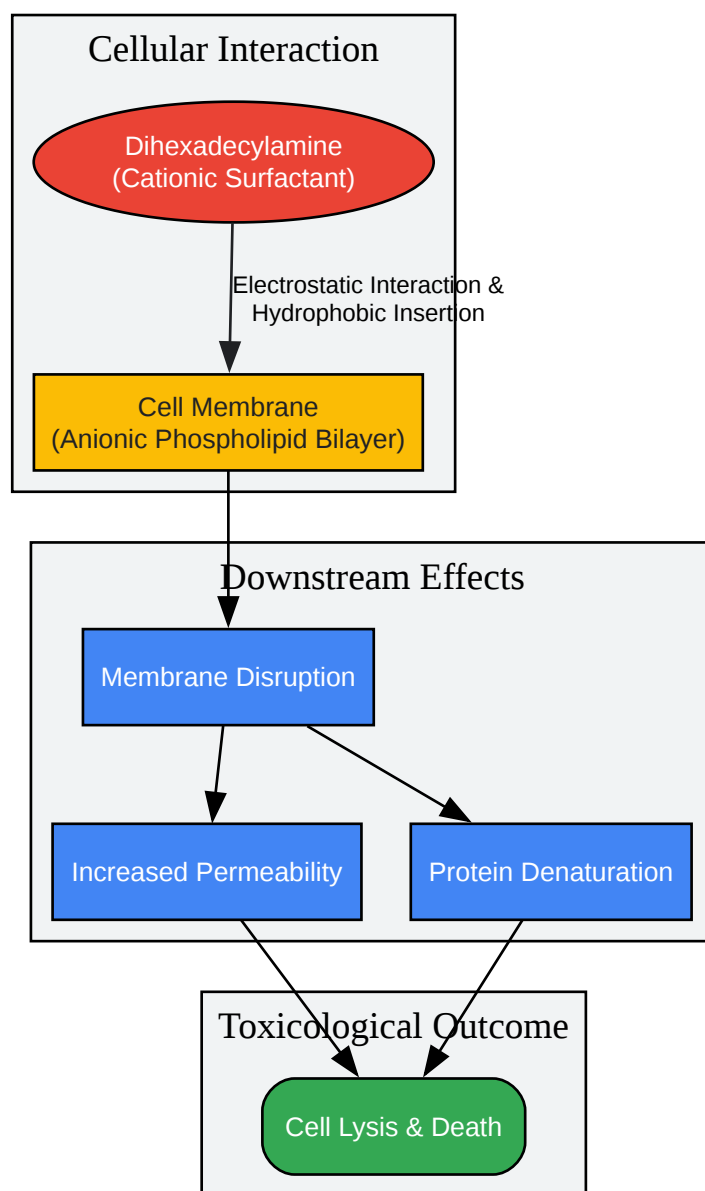 Cellular Interaction
Dihexadecylamine
(Cationic Surfactant)
Electrostatic Interaction &
Hydrophobic Insertion
Cell Membrane
(Anionic Phospholipid Bilayer)
Downstream Effects
Membrane Disruption
Increased Permeability
Protein Denaturation
Toxicological Outcome
Cell Lysis & Death